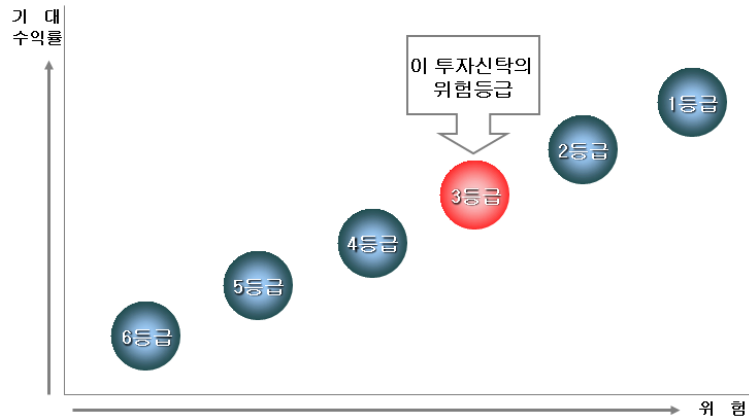 기 대
수익률
이 투자신탁의
위험등급
1등급
2등급
3등급
4등급
5등급
6등급
위 험